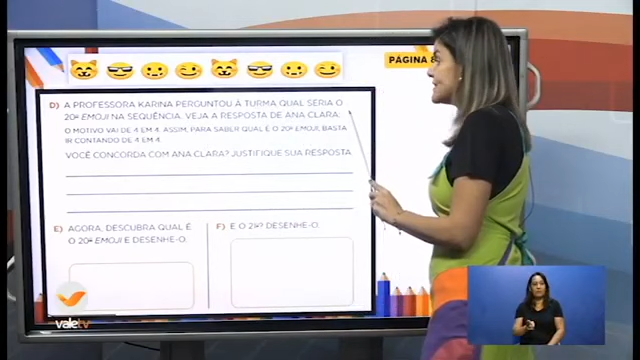 PÁGINA 8
D) A PROFESSORA KARINA PERGUNTOU À TURMA QUAL SERIA O
20º EMOJI NA SEQUÊNCIA. VEJA A RESPOSTA DE ANA CLARA:
O MOTIVO VAI DE 4 EM 4. ASSIM, PARA SABER QUAL É O 20º EMOJI, BASTA
IR CONTANDO DE 4 EM 4.
VOCÊ CONCORDA COM ANA CLARA? JUSTIFIQUE SUA RESPOSTA.
E) AGORA, DESCUBRA QUAL É
O 20º EMOJI E DESENHE-O.
F) E O 21º? DESENHE-O.
valetv